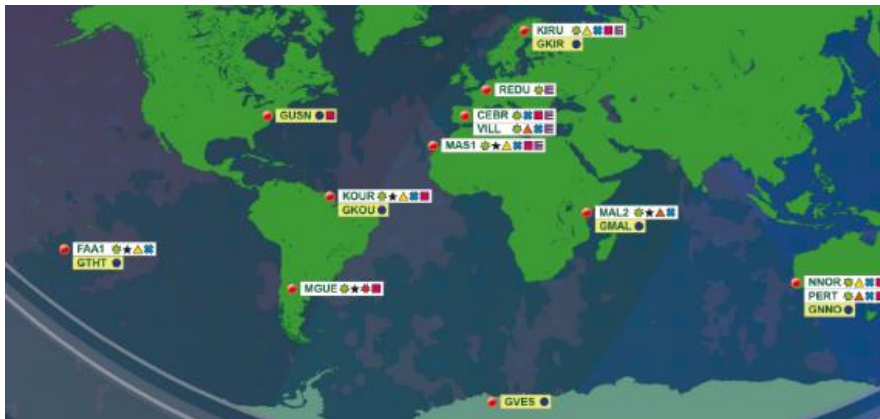 KIRU
GKIR
REDU
GUSN
CEBR
VILL
MAS1
KOUR
GKOU
MAL2
GMAL
FAA1
GTHT
MGUE
NNOR
PERT
GNNO
GVES